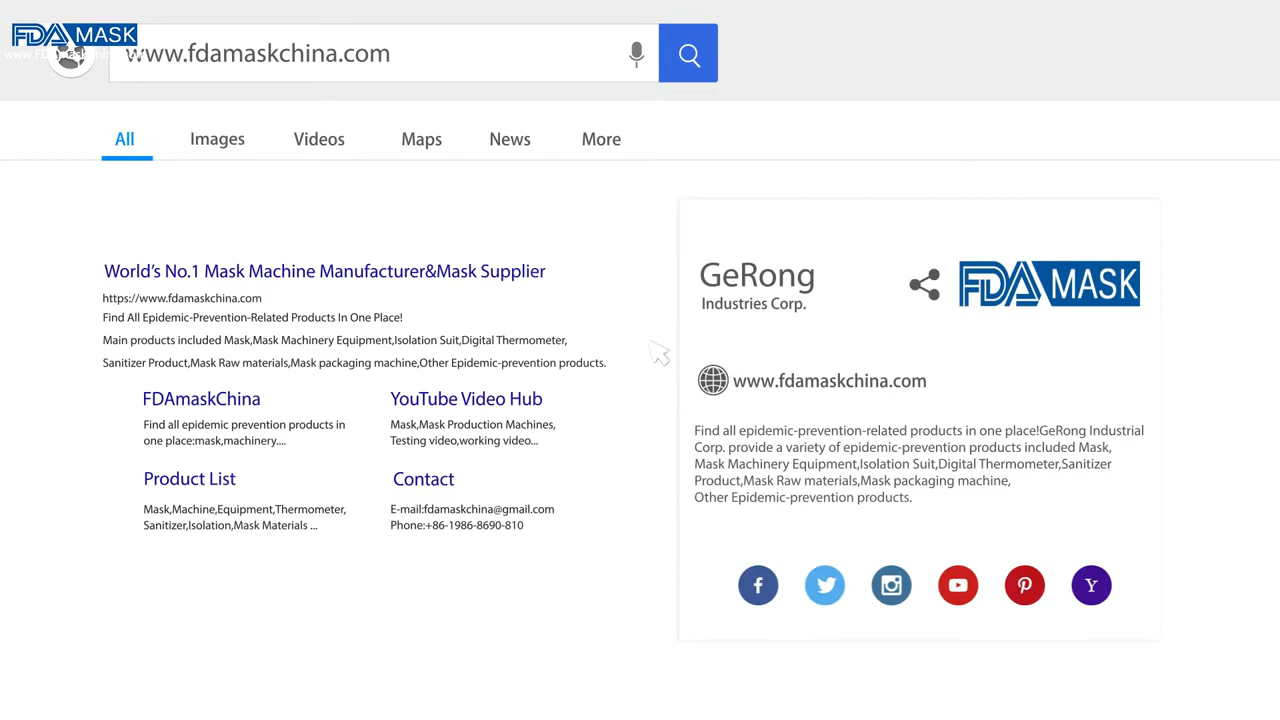 FDA MASK
www.fdamaskchina.com
All Images Videos Maps News More
World's No.1 Mask Machine Manufacturer&Mask Supplier
https://www.fdamaskchina.com
Find All Epidemic-Prevention-Related Products In One Place!
Main products included Mask,Mask Machinery Equipment,Isolation Suit,Digital Thermometer,
Sanitizer Product,Mask Raw materials,Mask packaging machine,Other Epidemic-prevention products.
FDAmaskChina
Find all epidemic prevention products in
one place:mask,machinery....
YouTube Video Hub
Mask,Mask Production Machines,
Testing video,working video...
Product List
Mask,Machine,Equipment,Thermometer,
Sanitizer,Isolation,Mask Materials ...
Contact
E-mail:fdamaskchina@gmail.com
Phone:+86-1986-8690-810
GeRong
Industries Corp.
FDA MASK
www.fdamaskchina.com
Find all epidemic-prevention-related products in one place!GeRong Industrial
Corp. provide a variety of epidemic-prevention products included Mask,
Mask Machinery Equipment,Isolation Suit,Digital Thermometer,Sanitizer
Product,Mask Raw materials,Mask packaging machine,
Other Epidemic-prevention products.